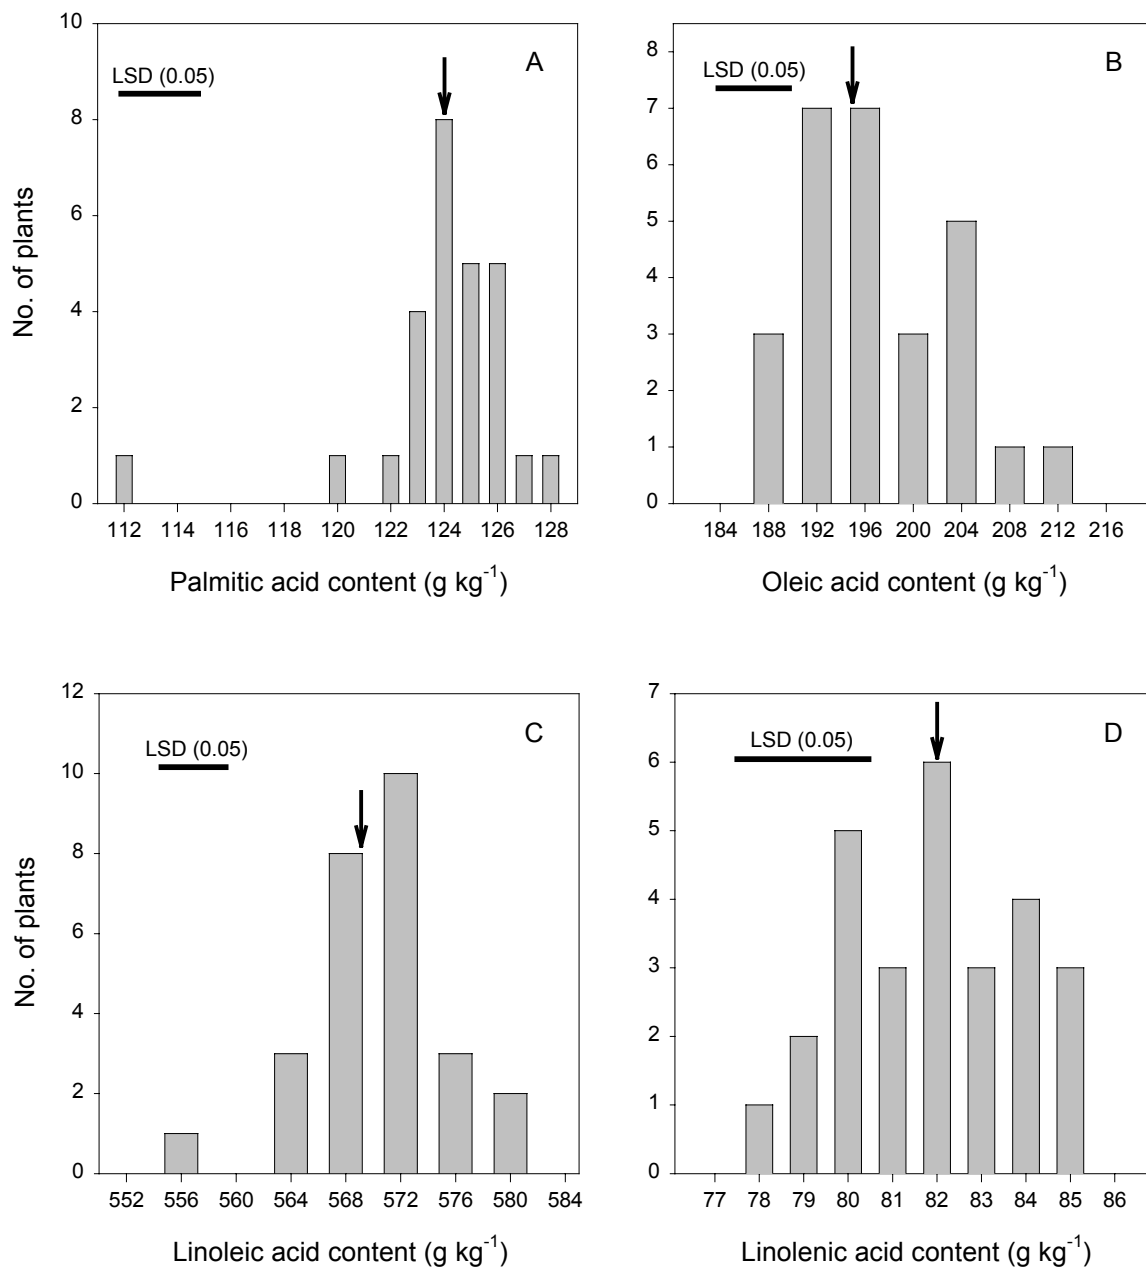 10
8
6
4
2
0
No. of plants
LSD (0.05)
A
112 114 116 118 120 122 124 126 128
Palmitic acid content (g kg⁻¹)
8
7
6
5
4
3
2
1
0
LSD (0.05)
B
184 188 192 196 200 204 208 212 216
Oleic acid content (g kg⁻¹)
12
10
8
6
4
2
0
No. of plants
LSD (0.05)
C
552 556 560 564 568 572 576 580 584
Linoleic acid content (g kg⁻¹)
7
6
5
4
3
2
1
0
LSD (0.05)
D
77 78 79 80 81 82 83 84 85 86
Linolenic acid content (g kg⁻¹)